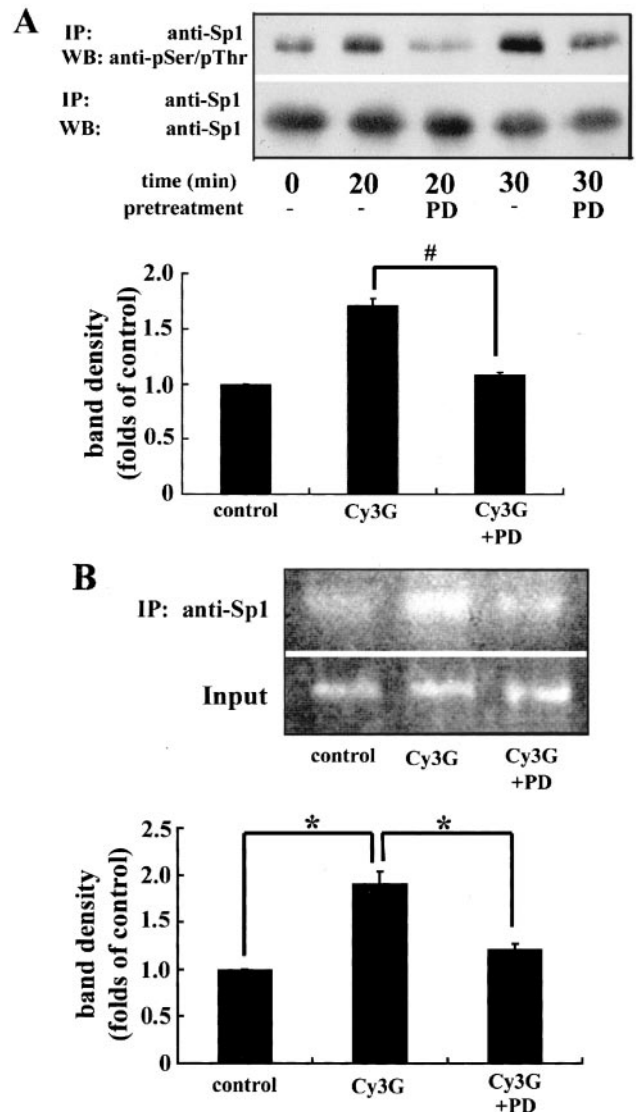 A
IP: anti-Sp1
WB: anti-pSer/pThr
IP: anti-Sp1
WB: anti-Sp1
time (min) 0 20 20 30 30
pretreatment - - PD - PD
#
band density
(folds of control)
2.0
1.5
1.0
0.5
0
control Cy3G Cy3G
+PD
B
IP: anti-Sp1
Input
control Cy3G Cy3G
+PD
* *
band density
(folds of control)
2.5
2.0
1.5
1.0
0.5
0
control Cy3G Cy3G
+PD